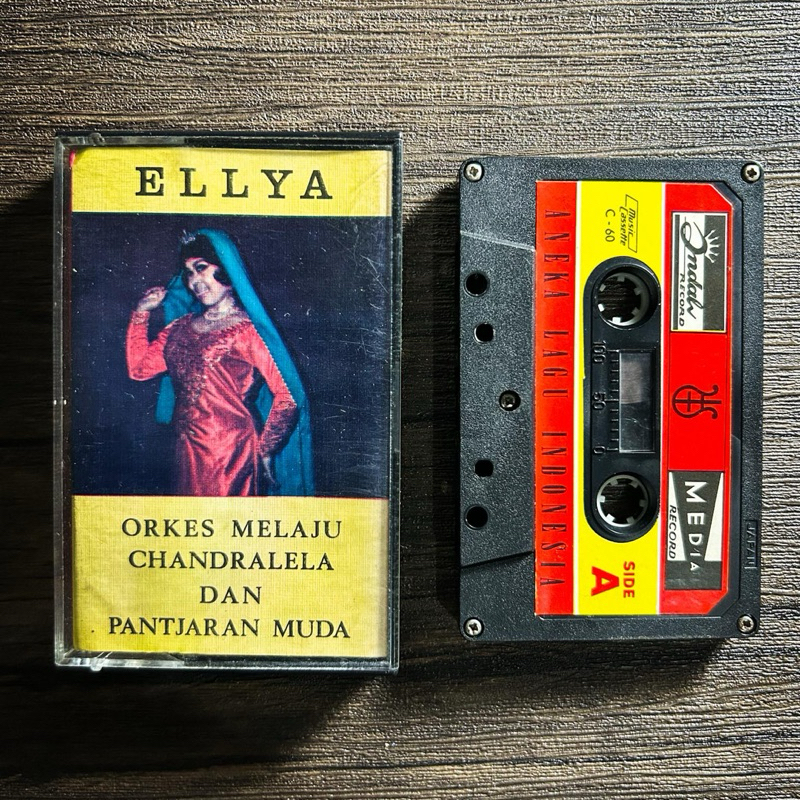 ELLYA
ORKES MELAJU
CHANDRALELA
DAN
PANTJARAN MUDA
ANEKA LAGU INDONESIA
Music
Cassette
C-60
100
50
0
Indah
RECORD
MEDIA
RECORD
SIDE
A
JAPAN